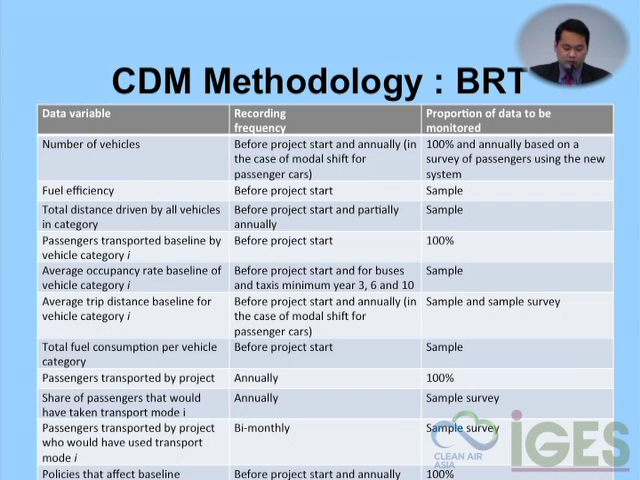 CDM Methodology : BRT
Data variable
Recording
frequency
Proportion of data to be
monitored
Number of vehicles
Before project start and annually (in
the case of modal shift for
passenger cars)
100% and annually based on a
survey of passengers using the new
system
Fuel efficiency
Before project start
Sample
Total distance driven by all vehicles
in category
Before project start and partially
annually
Sample
Passengers transported baseline by
vehicle category i
Before project start
100%
Average occupancy rate baseline of
vehicle category i
Before project start and for buses
and taxis minimum year 3, 6 and 10
Sample
Average trip distance baseline for
vehicle category i
Before project start and annually (in
the case of modal shift for
passenger cars)
Sample and sample survey
Total fuel consumption per vehicle
category
Before project start
Sample
Passengers transported by project
Annually
100%
Share of passengers that would
have taken transport mode i
Annually
Sample survey
Passengers transported by project
who would have used transport
mode i
Bi-monthly
Sample survey
Policies that affect baseline
Before project start and annually
100%
CLEAN AIR
ASIA
iGES